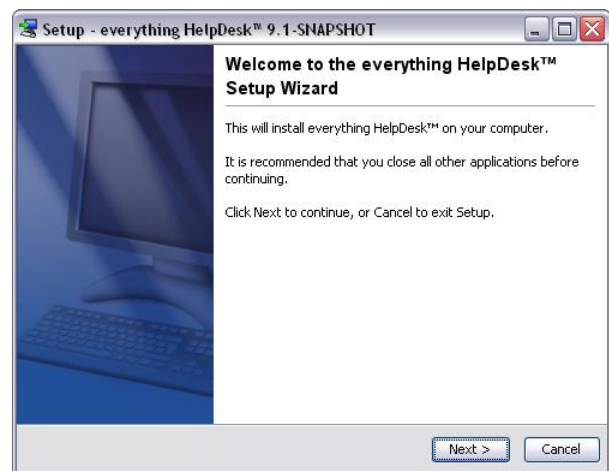 Setup - everything HelpDesk™ 9.1-SNAPSHOT
Welcome to the everything HelpDesk™
Setup Wizard
This will install everything HelpDesk™ on your computer.
It is recommended that you close all other applications before
continuing.
Click Next to continue, or Cancel to exit Setup.
Next >
Cancel